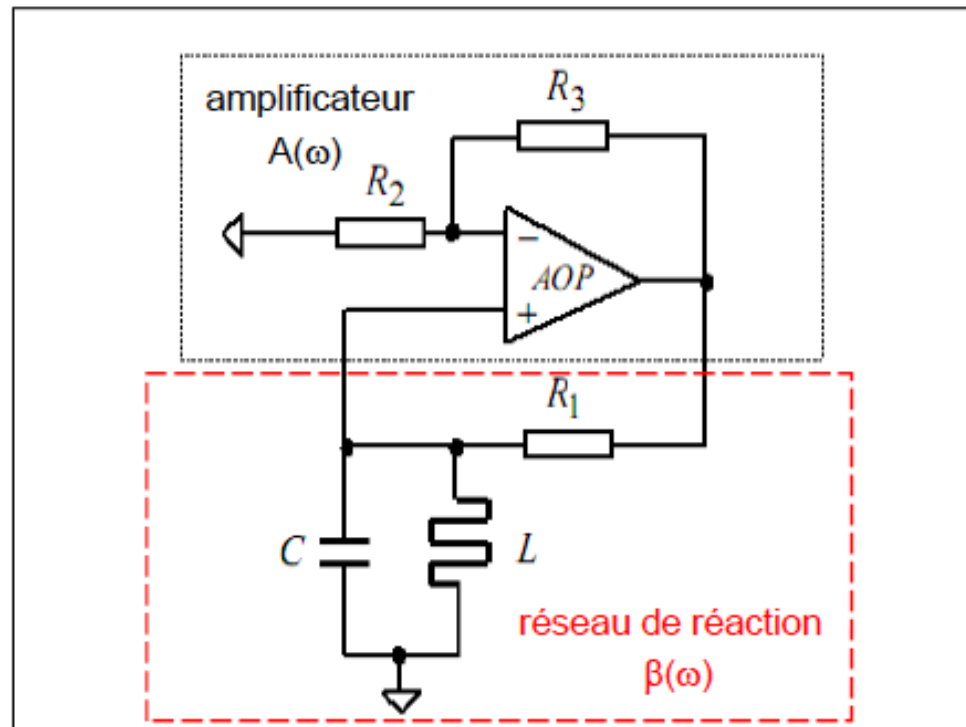 amplificateur
A(ω)
R3
R2
−
AOP
+
R1
C
L
réseau de réaction
β(ω)